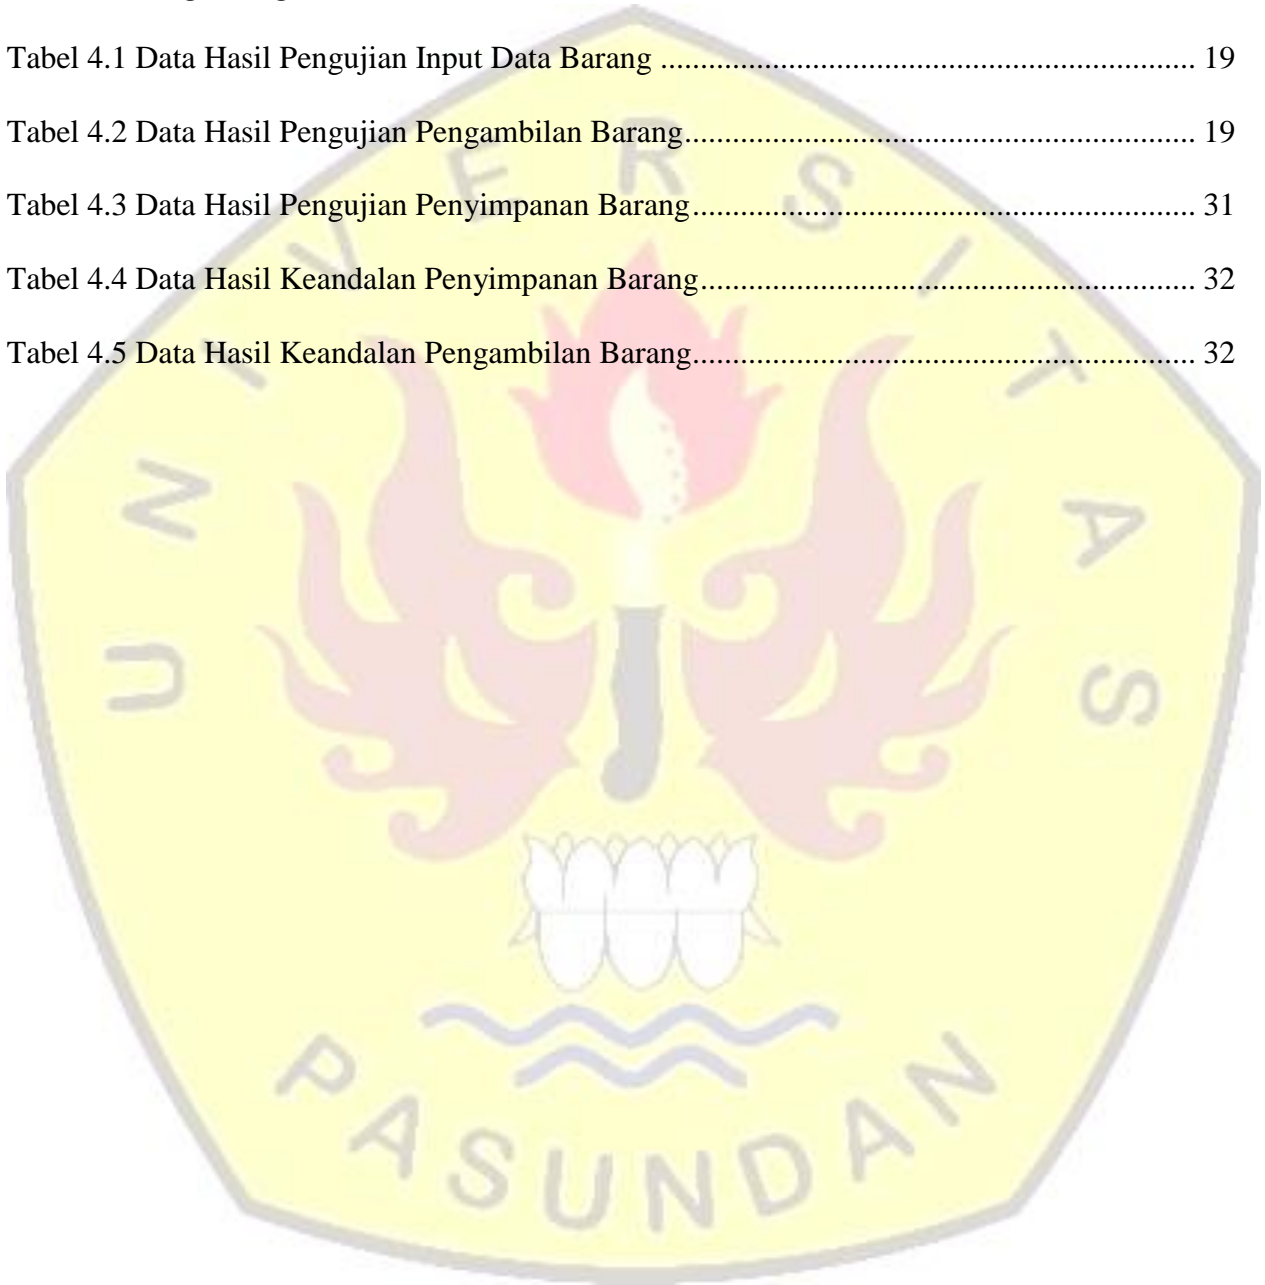 Tabel 4.1 Data Hasil Pengujian Input Data Barang ................................................................... 19
Tabel 4.2 Data Hasil Pengujian Pengambilan Barang................................................................ 19
Tabel 4.3 Data Hasil Pengujian Penyimpanan Barang............................................................... 31
Tabel 4.4 Data Hasil Keandalan Penyimpanan Barang.............................................................. 32
Tabel 4.5 Data Hasil Keandalan Pengambilan Barang............................................................... 32
UNIVERSITAS
PASUNDAN